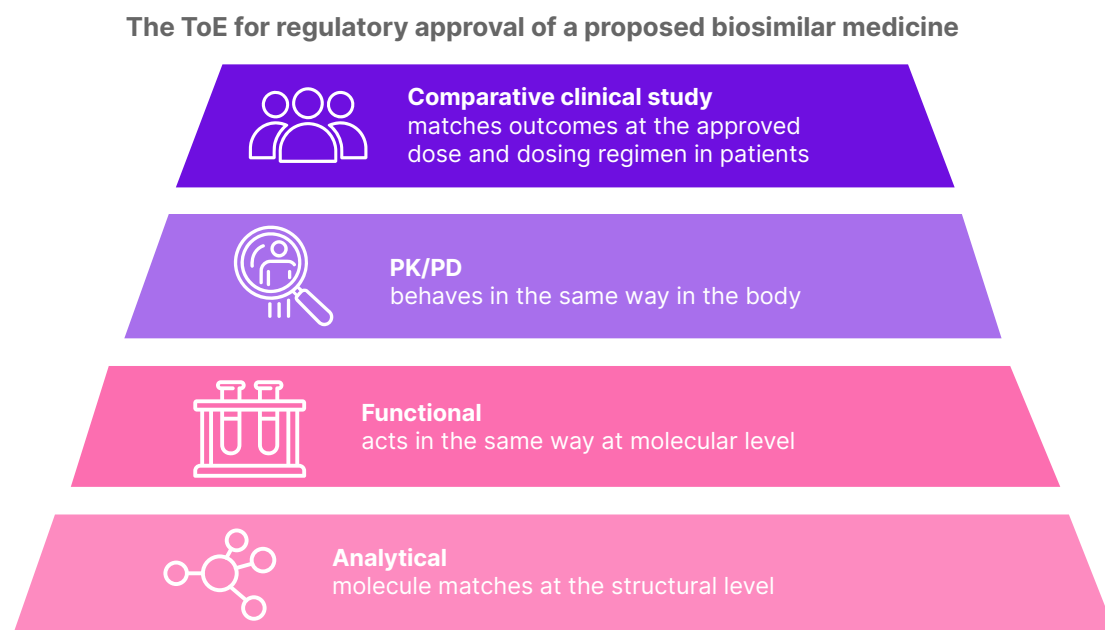 The ToE for regulatory approval of a proposed biosimilar medicine
Comparative clinical study
matches outcomes at the approved
dose and dosing regimen in patients
PK/PD
behaves in the same way in the body
Functional
acts in the same way at molecular level
Analytical
molecule matches at the structural level